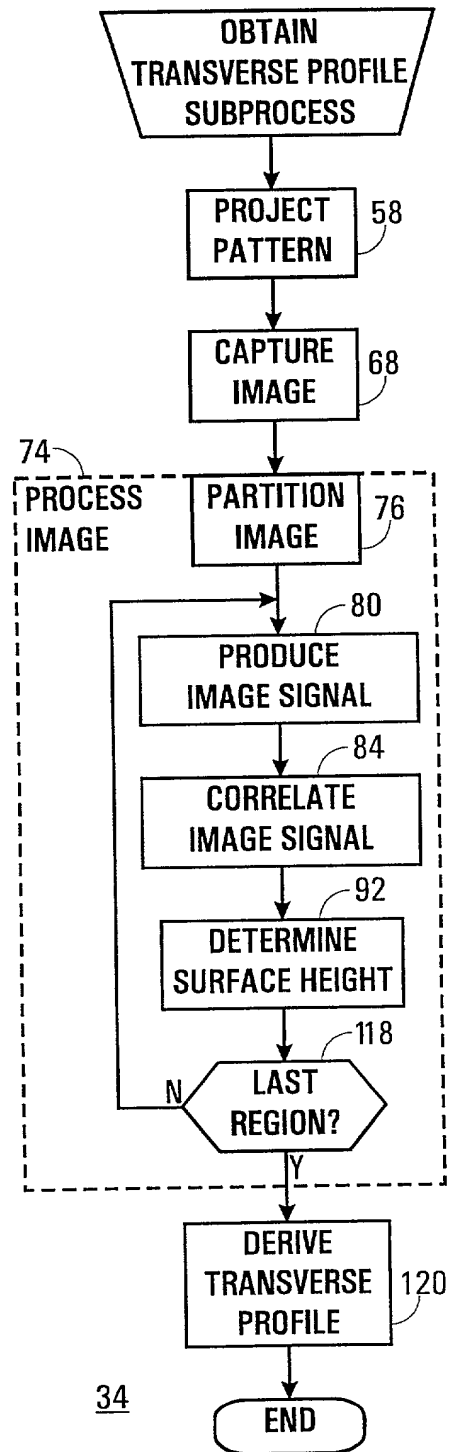 OBTAIN
TRANSVERSE PROFILE
SUBPROCESS
PROJECT
PATTERN
58
CAPTURE
IMAGE
68
74
PROCESS
IMAGE
PARTITION
IMAGE
76
80
PRODUCE
IMAGE SIGNAL
84
CORRELATE
IMAGE SIGNAL
92
DETERMINE
SURFACE HEIGHT
118
LAST
REGION?
N
Y
DERIVE
TRANSVERSE
PROFILE
120
34
END